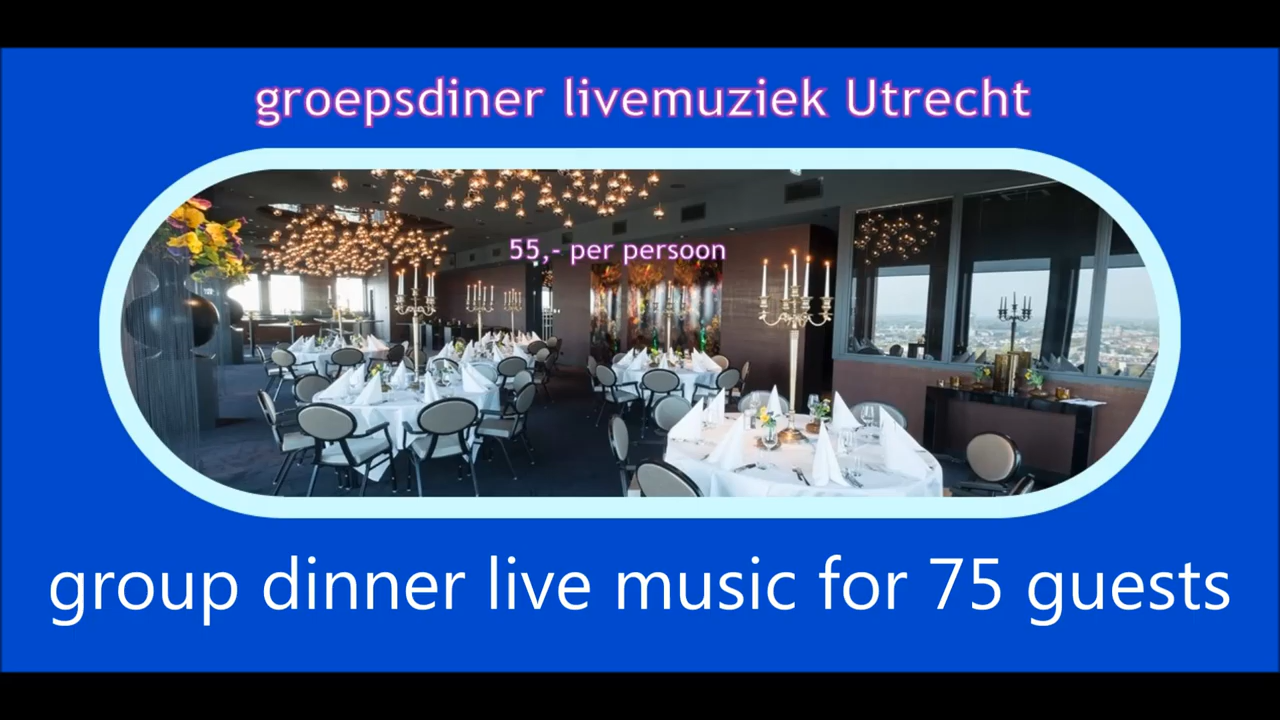 groepsdiner livemuziek Utrecht
55,- per persoon
group dinner live music for 75 guests